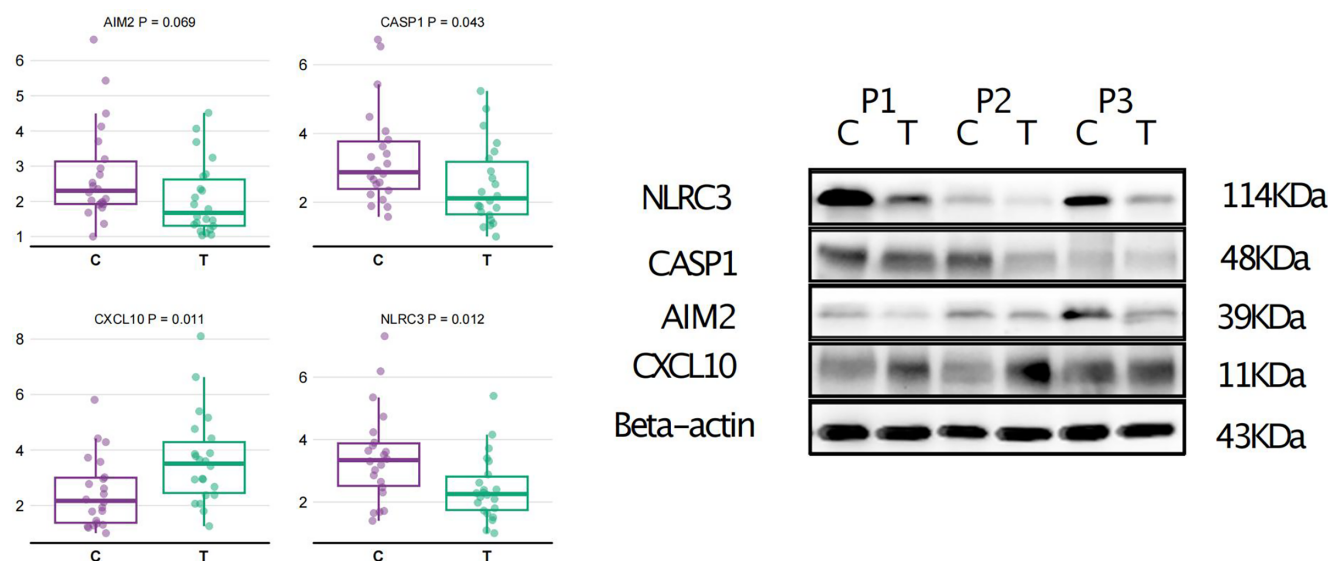 AIM2 P = 0.069
6
5
4
3
2
1
C T
CASP1 P = 0.043
6
4
2
C T
CXCL10 P = 0.011
8
6
4
2
C T
NLRC3 P = 0.012
6
4
2
C T
P1 P2 P3
C T C T C T
NLRC3 114KDa
CASP1 48KDa
AIM2 39KDa
CXCL10 11KDa
Beta-actin 43KDa